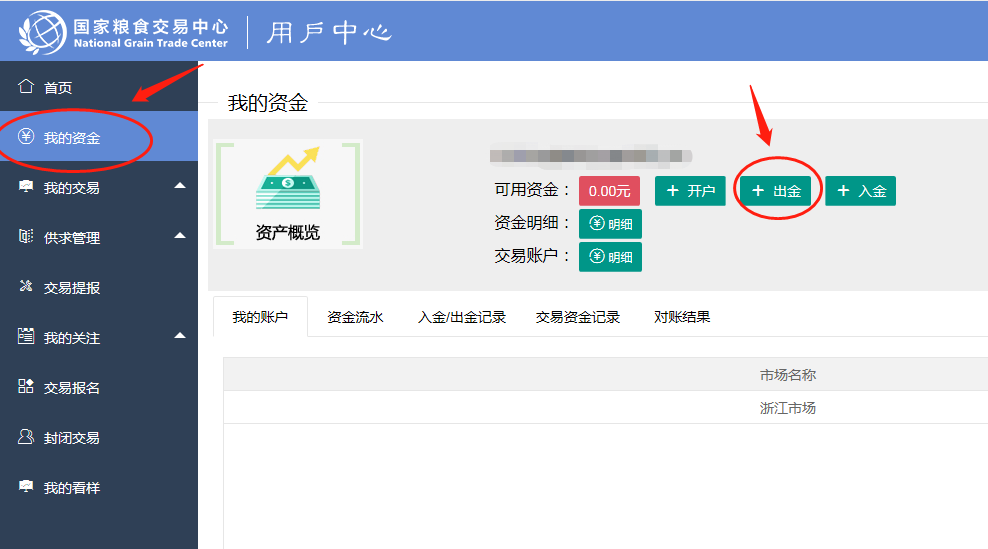 国家粮食交易中心
National Grain Trade Center
用户中心
首页
我的资金
我的交易
供求管理
交易提报
我的关注
交易报名
封闭交易
我的看样
我的资金
资产概览
可用资金： 0.00元 + 开户 + 出金 + 入金
资金明细： 明细
交易账户： 明细
我的账户 资金流水 入金/出金记录 交易资金记录 对账结果
市场名称
浙江市场